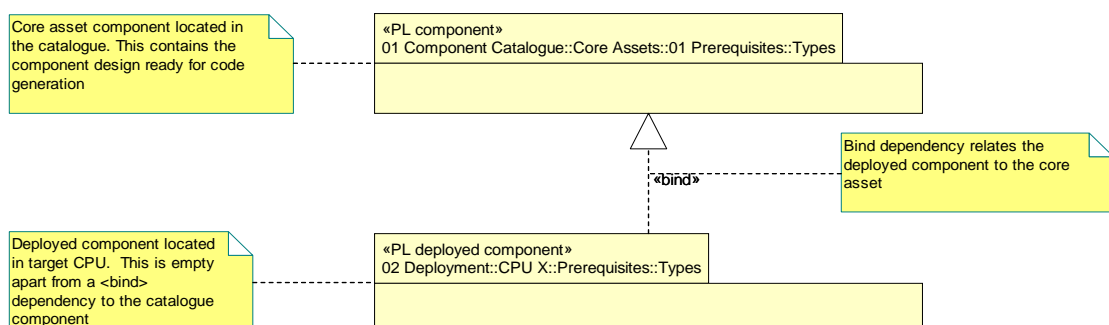 Core asset component located in
the catalogue. This contains the
component design ready for code
generation
«PL component»
01 Component Catalogue::Core Assets::01 Prerequisites::Types
Bind dependency relates the
deployed component to the core
asset
«bind»
Deployed component located
in target CPU.  This is empty
apart from a <bind>
dependency to the catalogue
component
«PL deployed component»
02 Deployment::CPU X::Prerequisites::Types